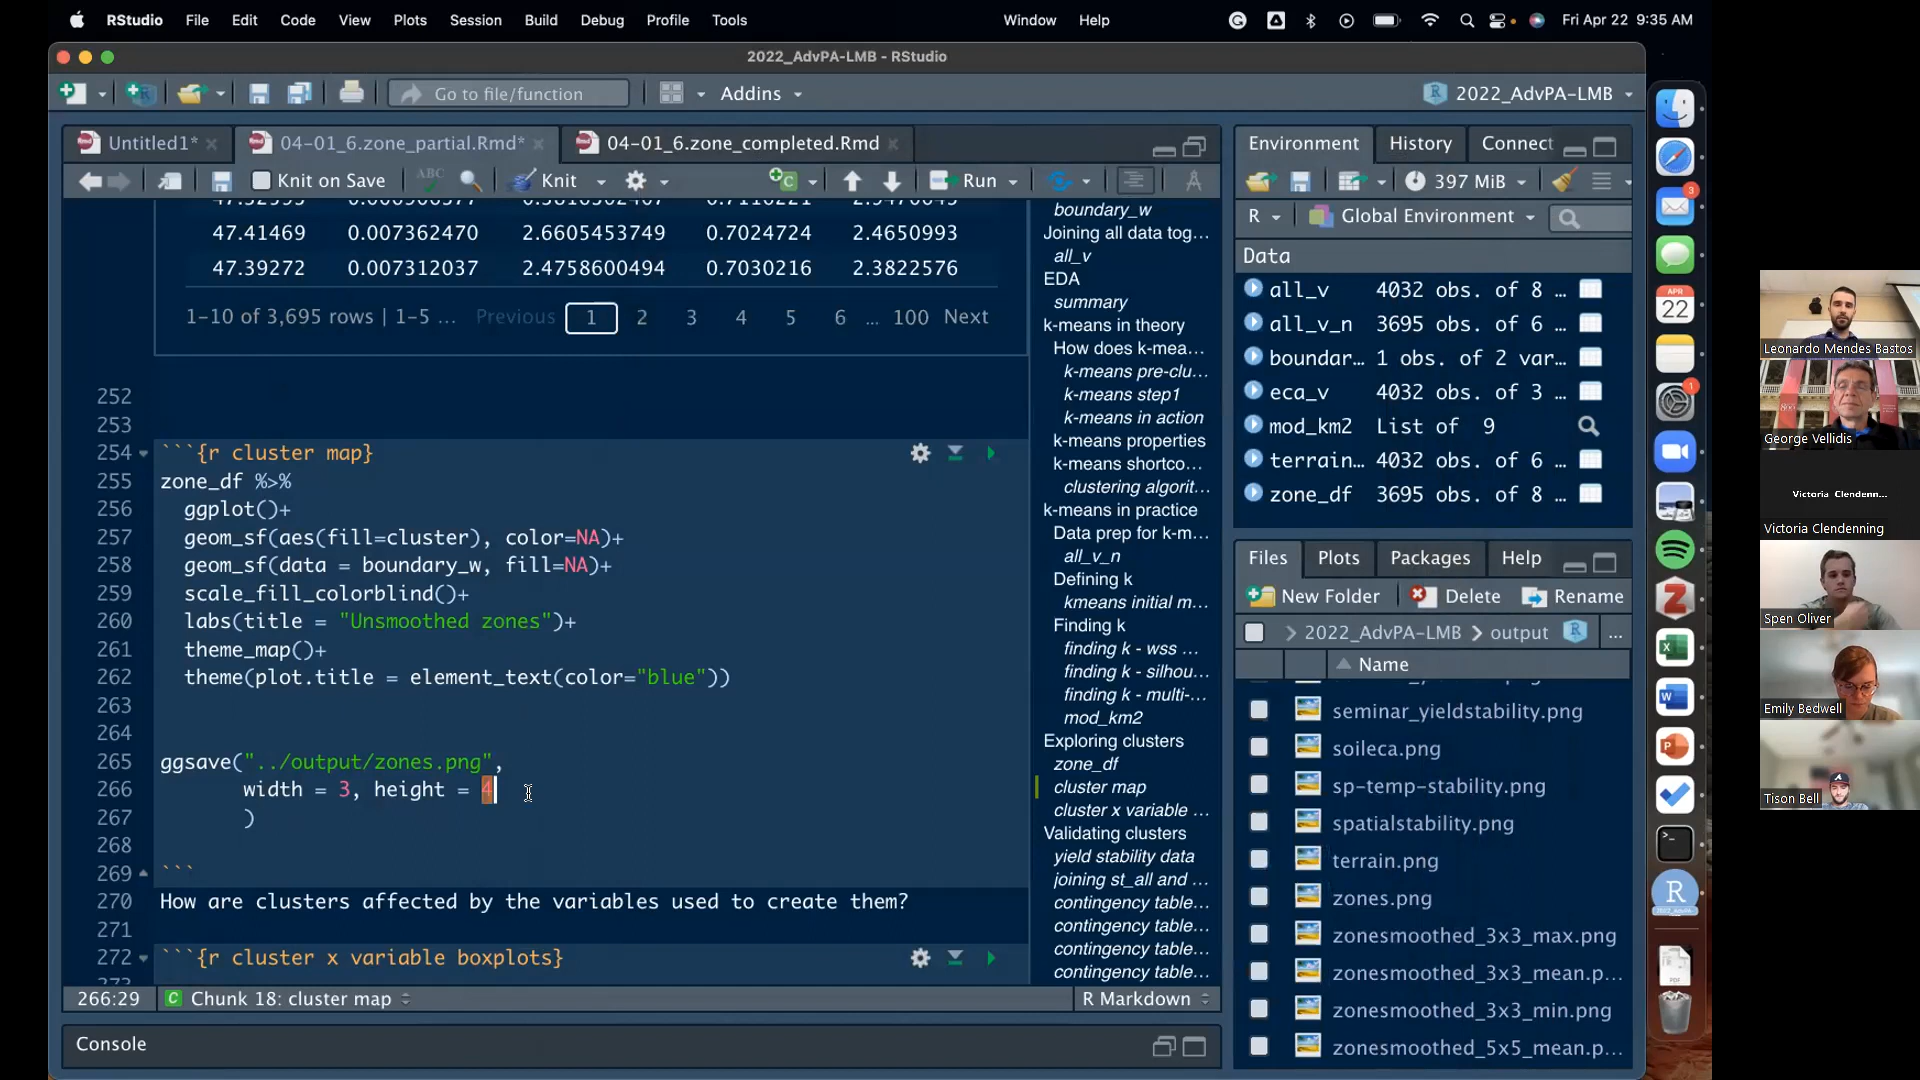 RStudio File Edit Code View Plots Session Build Debug Profile Tools Window Help Fri Apr 22 9:35 AM
2022_AdvPA-LMB - RStudio
Go to file/function Addins 2022_AdvPA-LMB
Untitled1* 04-01_6.zone_partial.Rmd* 04-01_6.zone_completed.Rmd
Knit on Save ABC Knit Run
47.41469 0.007362470 2.6605453749 0.7024724 2.4650993
47.39272 0.007312037 2.4758600494 0.7030216 2.3822576
1-10 of 3,695 rows | 1-5 ... Previous 1 2 3 4 5 6 ... 100 Next
252
253
254 ```{r cluster map}
255 zone_df %>%
256 ggplot()+
257 geom_sf(aes(fill=cluster), color=NA)+
258 geom_sf(data = boundary_w, fill=NA)+
259 scale_fill_colorblind()+
260 labs(title = "Unsmoothed zones")+
261 theme_map()+
262 theme(plot.title = element_text(color="blue"))
263
264
265 ggsave("../output/zones.png",
266 width = 3, height = 4
267 )
268
269 ```
270 How are clusters affected by the variables used to create them?
271
272 ```{r cluster x variable boxplots}
266:29 Chunk 18: cluster map R Markdown
Console
boundary_w
Joining all data tog...
all_v
EDA
summary
k-means in theory
How does k-mea...
k-means pre-clu...
k-means step1
k-means in action
k-means properties
k-means shortco...
clustering algorit...
k-means in practice
Data prep for k-m...
all_v_n
Defining k
kmeans initial m...
Finding k
finding k - wss ...
finding k - silhou...
finding k - multi-...
mod_km2
Exploring clusters
zone_df
cluster map
cluster x variable ...
Validating clusters
yield stability data
joining st_all and ...
contingency table...
contingency table...
contingency table...
contingency table...
Environment History Connect
397 MiB
R Global Environment
Data
all_v 4032 obs. of 8 ...
all_v_n 3695 obs. of 6 ...
boundar... 1 obs. of 2 var...
eca_v 4032 obs. of 3 ...
mod_km2 List of 9
terrain... 4032 obs. of 6 ...
zone_df 3695 obs. of 8 ...
Files Plots Packages Help
New Folder Delete Rename
2022_AdvPA-LMB output ...
Name
seminar_yieldstability.png
soileca.png
sp-temp-stability.png
spatialstability.png
terrain.png
zones.png
zonesmoothed_3x3_max.png
zonesmoothed_3x3_mean.p...
zonesmoothed_3x3_min.png
zonesmoothed_5x5_mean.p...
3
APR
22
1
Leonardo Mendes Bastos
George Vellidis
Victoria Clendenn...
Victoria Clendenning
Spen Oliver
Emily Bedwell
Tison Bell